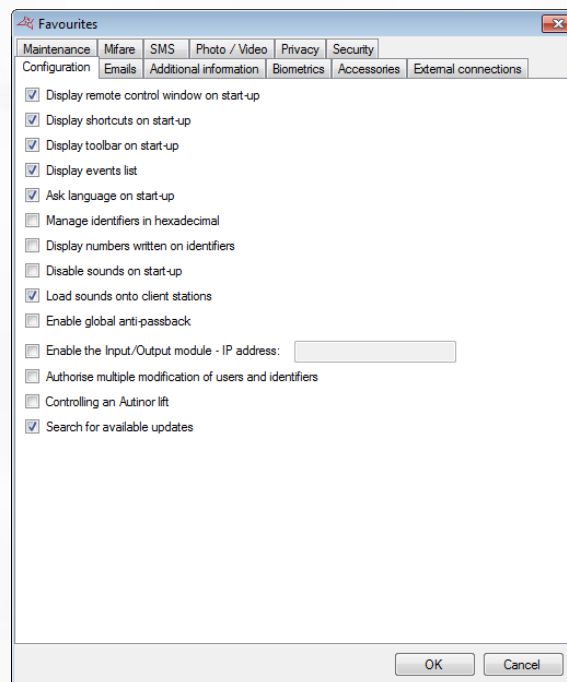 Favourites
Maintenance Mifare SMS Photo / Video Privacy Security
Configuration Emails Additional information Biometrics Accessories External connections
Display remote control window on start-up
Display shortcuts on start-up
Display toolbar on start-up
Display events list
Ask language on start-up
Manage identifiers in hexadecimal
Display numbers written on identifiers
Disable sounds on start-up
Load sounds onto client stations
Enable global anti-passback
Enable the Input/Output module - IP address:
Authorise multiple modification of users and identifiers
Controlling an Autinor lift
Search for available updates
OK Cancel